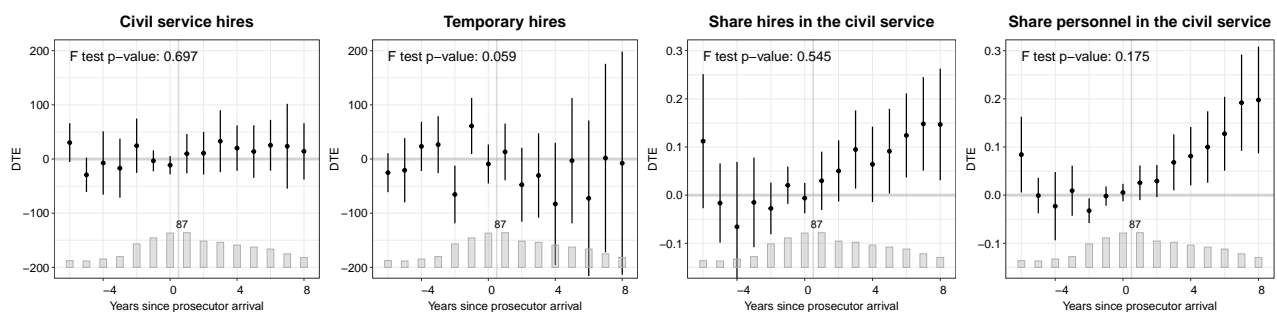 Civil service hires
F test p−value: 0.697
DTE
200
100
0
−100
−200
87
−4
0
4
8
Years since prosecutor arrival
Temporary hires
F test p−value: 0.059
DTE
200
100
0
−100
−200
87
−4
0
4
8
Years since prosecutor arrival
Share hires in the civil service
F test p−value: 0.545
DTE
0.3
0.2
0.1
0.0
−0.1
87
−4
0
4
8
Years since prosecutor arrival
Share personnel in the civil service
F test p−value: 0.175
DTE
0.3
0.2
0.1
0.0
−0.1
87
−4
0
4
8
Years since prosecutor arrival